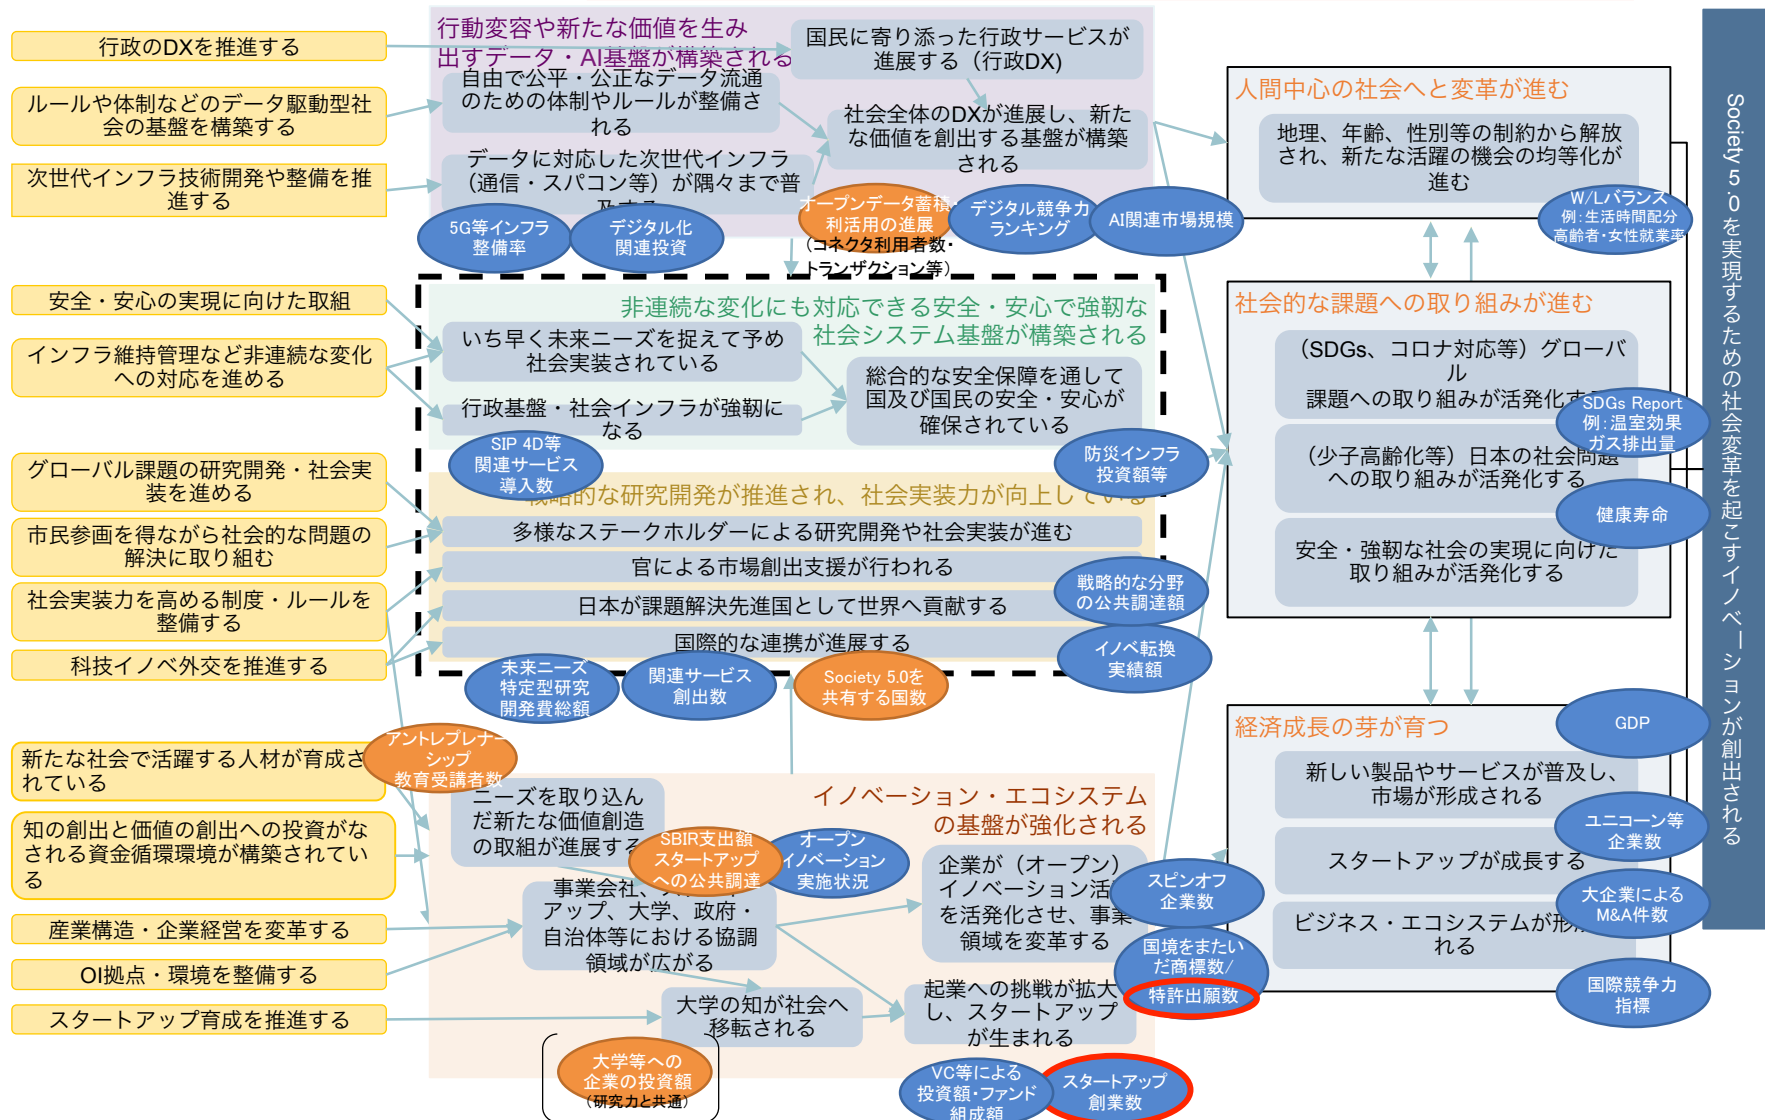 行政のDXを推進する
ルールや体制などのデータ駆動型社
会の基盤を構築する
次世代インフラ技術開発や整備を推
進する
安全・安心の実現に向けた取組
インフラ維持管理など非連続な変化
への対応を進める
グローバル課題の研究開発・社会実
装を進める
市民参画を得ながら社会的な問題の
解決に取り組む
社会実装力を高める制度・ルールを
整備する
科技イノベ外交を推進する
新たな社会で活躍する人材が育成さ
れている
知の創出と価値の創出への投資がな
される資金循環環境が構築されてい
る
産業構造・企業経営を変革する
OI拠点・環境を整備する
スタートアップ育成を推進する
行動変容や新たな価値を生み
出すデータ・AI基盤が構築される
国民に寄り添った行政サービスが
進展する（行政DX)
自由で公平・公正なデータ流通
のための体制やルールが整備さ
れる
社会全体のDXが進展し、新た
な価値を創出する基盤が構築
される
データに対応した次世代インフラ
（通信・スパコン等）が隅々まで普
及する
5G等インフラ
整備率
デジタル化
関連投資
オープンデータ蓄積・
利活用の進展
（コネクタ利用者数・
トランザクション等）
デジタル競争力
ランキング
AI関連市場規模
非連続な変化にも対応できる安全・安心で強靭な
社会システム基盤が構築される
いち早く未来ニーズを捉えて予め
社会実装されている
行政基盤・社会インフラが強靭に
なる
総合的な安全保障を通して
国及び国民の安全・安心が
確保されている
SIP 4D等
関連サービス
導入数
防災インフラ
投資額等
戦略的な研究開発が推進され、社会実装力が向上している
多様なステークホルダーによる研究開発や社会実装が進む
官による市場創出支援が行われる
日本が課題解決先進国として世界へ貢献する
国際的な連携が進展する
戦略的な分野
の公共調達額
イノベ転換
実績額
未来ニーズ
特定型研究
開発費総額
関連サービス
創出数
Society 5.0を
共有する国数
アントレプレナー
シップ
教育受講者数
イノベーション・エコシステム
の基盤が強化される
ニーズを取り込ん
だ新たな価値創造
の取組が進展する
SBIR支出額
スタートアップ
への公共調達
オープン
イノベーション
実施状況
事業会社、スタート
アップ、大学、政府・
自治体等における協調
領域が広がる
企業が（オープン）
イノベーション活動
を活発化させ、事業
領域を変革する
大学の知が社会へ
移転される
起業への挑戦が拡大
し、スタートアップ
が生まれる
大学等への
企業の投資額
（研究力と共通）
VC等による
投資額・ファンド
組成額
スタートアップ
創業数
スピンオフ
企業数
国境をまたい
だ商標数/
特許出願数
人間中心の社会へと変革が進む
地理、年齢、性別等の制約から解放
され、新たな活躍の機会の均等化が
進む
W/Lバランス
例：生活時間配分
高齢者・女性就業率
社会的な課題への取り組みが進む
（SDGs、コロナ対応等）グローバ
ル
課題への取り組みが活発化する
SDGs Report
例：温室効果
ガス排出量
（少子高齢化等）日本の社会問題
への取り組みが活発化する
健康寿命
安全・強靭な社会の実現に向けた
取り組みが活発化する
経済成長の芽が育つ
GDP
新しい製品やサービスが普及し、
市場が形成される
ユニコーン等
企業数
スタートアップが成長する
大企業による
M&A件数
ビジネス・エコシステムが形成さ
れる
国際競争力
指標
Society 5.0を実現するための社会変革を起こすイノベーションが創出される